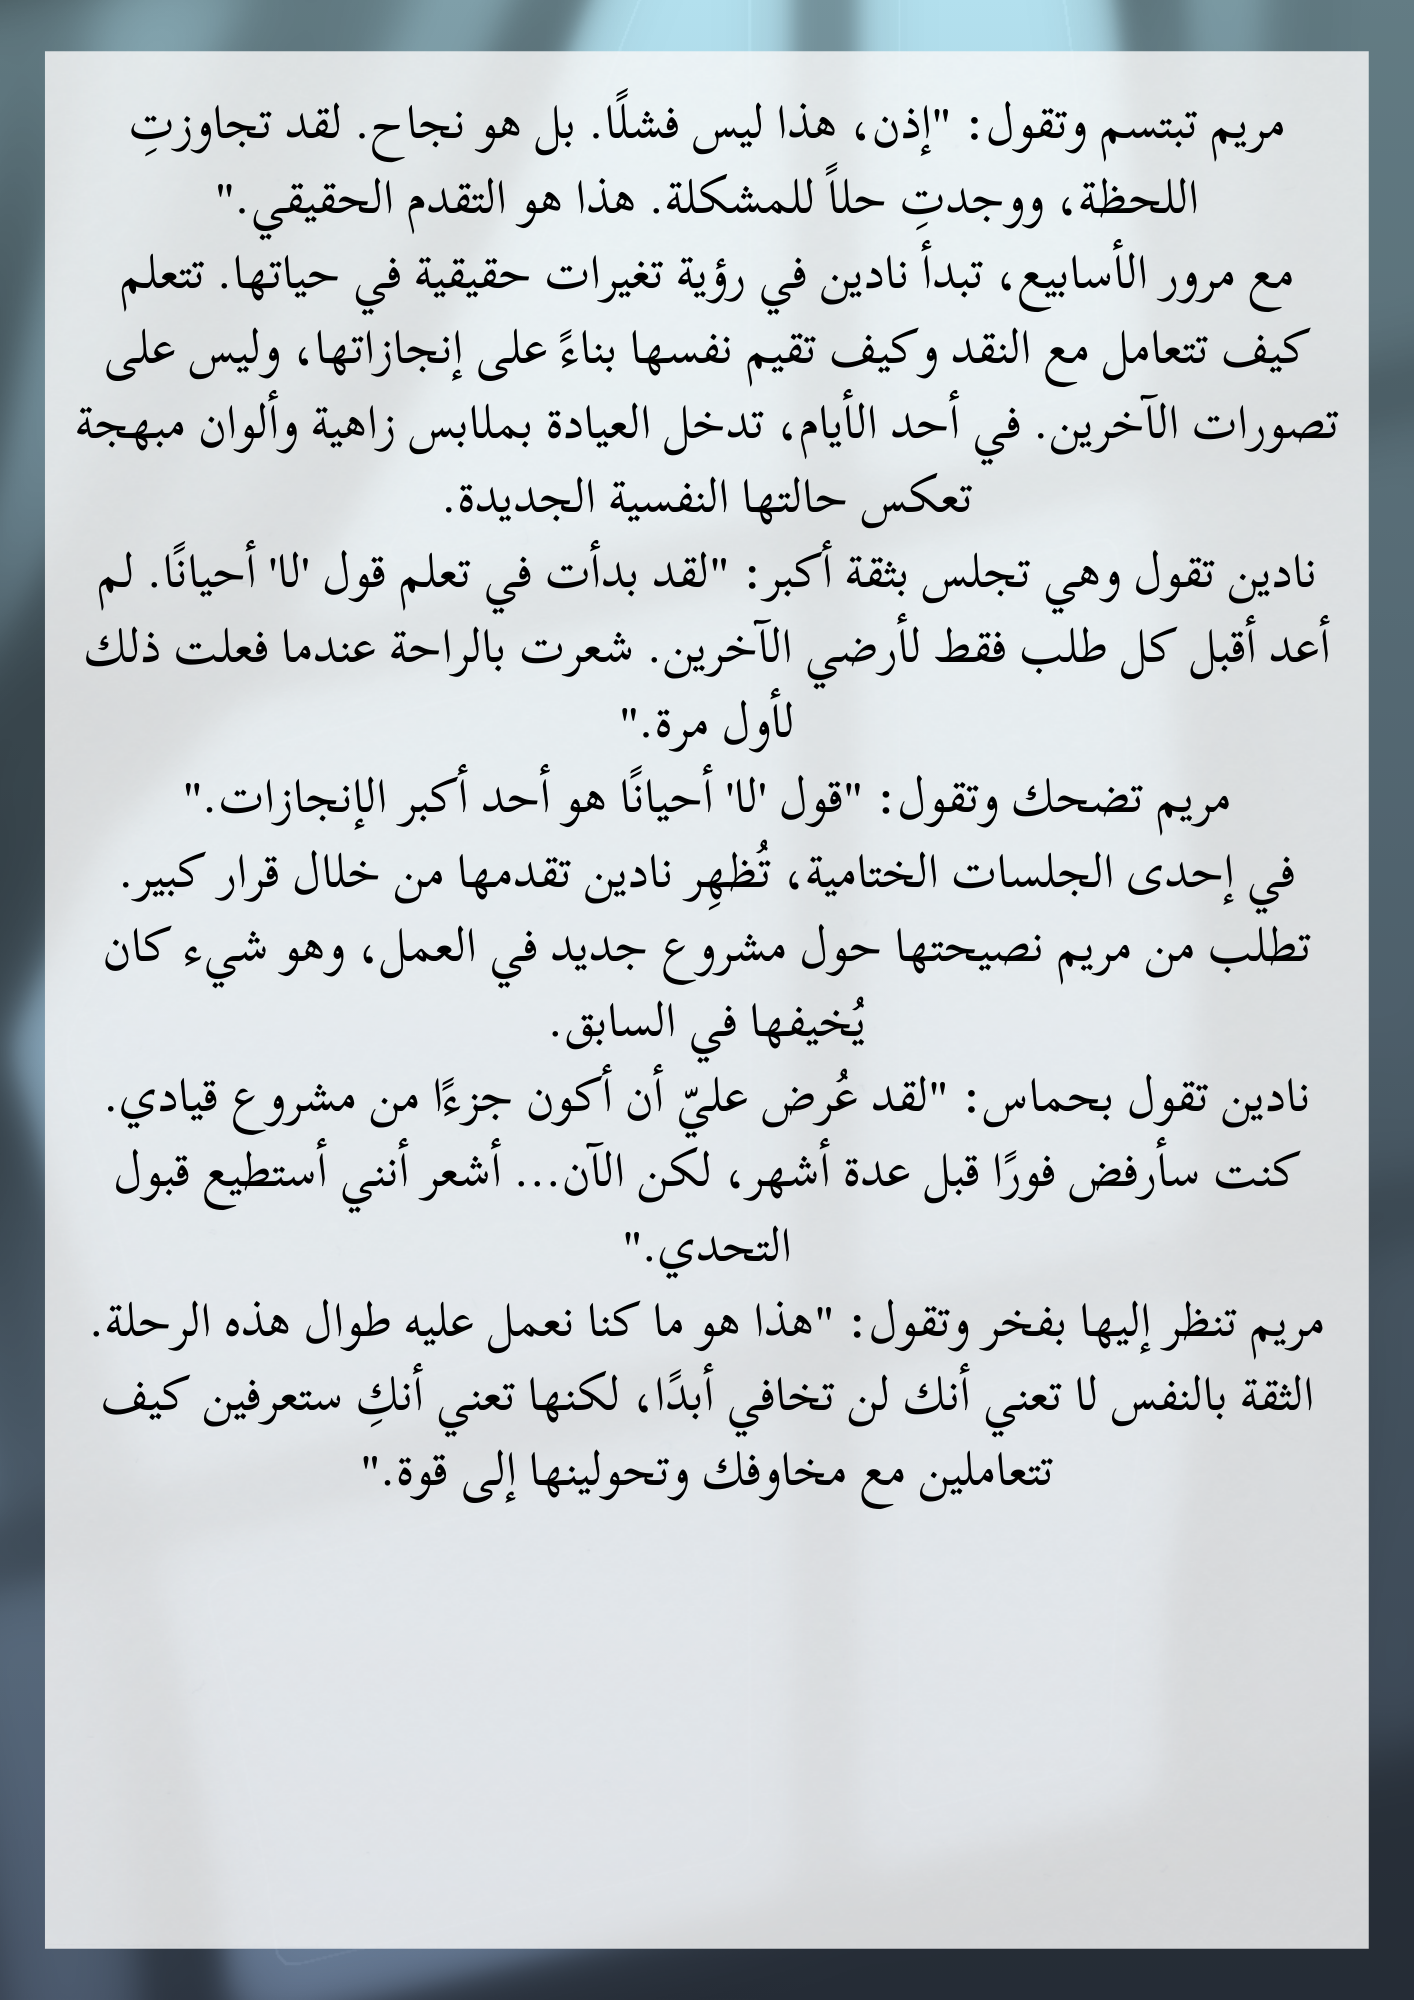 مريم تبتسم وتقول: "إذن، هذا ليس فشلًا. بل هو نجاح. لقد تجاوزتِ
اللحظة، ووجدتِ حلاً للمشكلة. هذا هو التقدم الحقيقي."
مع مرور الأسابيع، تبدأ نادين في رؤية تغيرات حقيقية في حياتها. تتعلم
كيف تتعامل مع النقد وكيف تقيم نفسها بناءً على إنجازاتها، وليس على
تصورات الآخرين. في أحد الأيام، تدخل العيادة بملابس زاهية وألوان مبهجة
تعكس حالتها النفسية الجديدة.
نادين تقول وهي تجلس بثقة أكبر: "لقد بدأت في تعلم قول 'لا' أحيانًا. لم
أعد أقبل كل طلب فقط لأرضي الآخرين. شعرت بالراحة عندما فعلت ذلك
لأول مرة."
مريم تضحك وتقول: "قول 'لا' أحيانًا هو أحد أكبر الإنجازات."
في إحدى الجلسات الختامية، تُظهِر نادين تقدمها من خلال قرار كبير.
تطلب من مريم نصيحتها حول مشروع جديد في العمل، وهو شيء كان
يُخيفها في السابق.
نادين تقول بحماس: "لقد عُرض عليّ أن أكون جزءًا من مشروع قيادي.
كنت سأرفض فورًا قبل عدة أشهر، لكن الآن... أشعر أنني أستطيع قبول
التحدي."
مريم تنظر إليها بفخر وتقول: "هذا هو ما كنا نعمل عليه طوال هذه الرحلة.
الثقة بالنفس لا تعني أنك لن تخافي أبدًا، لكنها تعني أنكِ ستعرفين كيف
تتعاملين مع مخاوفك وتحولينها إلى قوة."